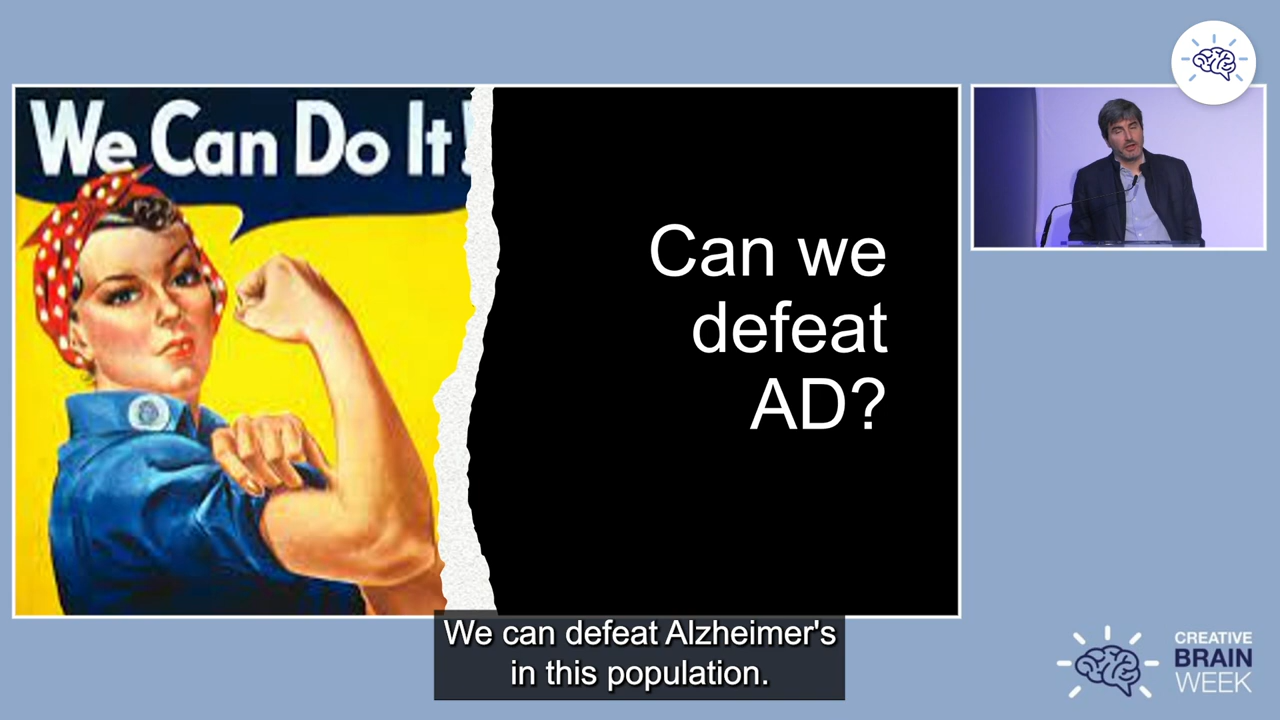 We Can Do It!
Can we
defeat
AD?
We can defeat Alzheimer's
in this population.
CREATIVE
BRAIN
WEEK